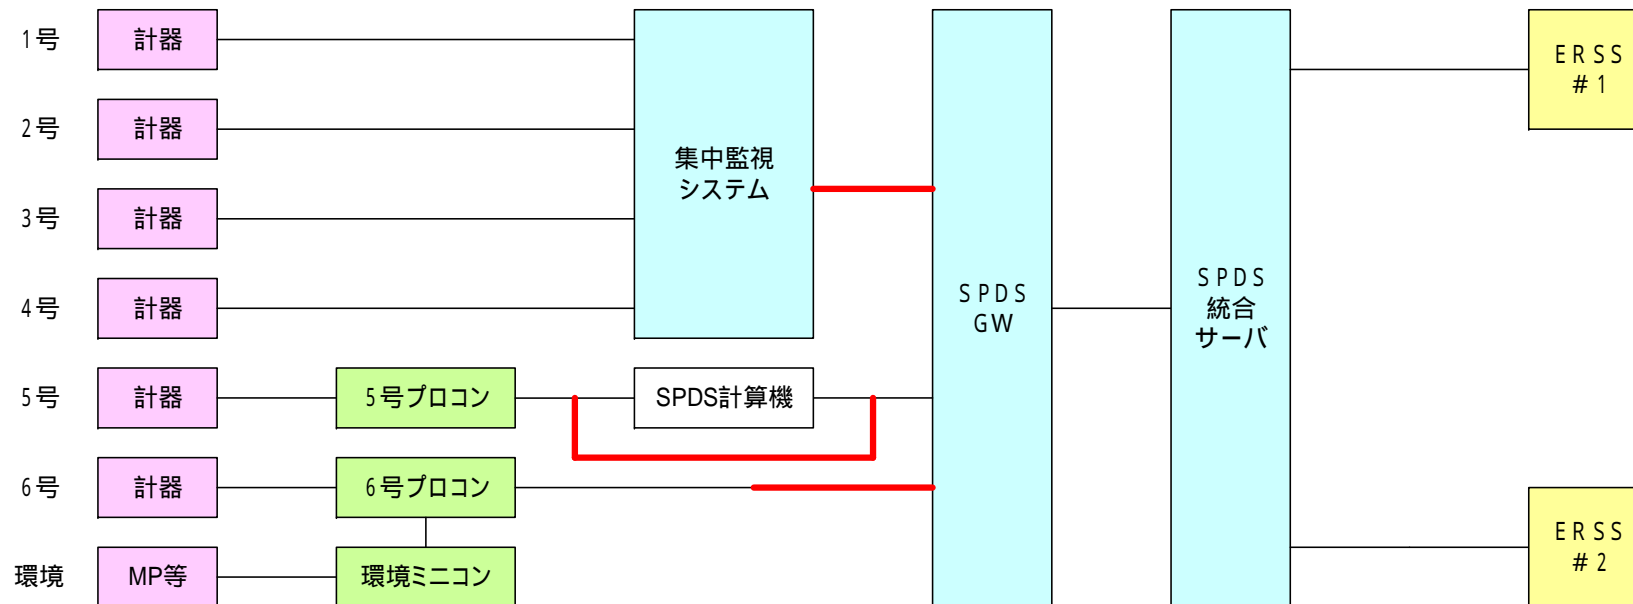 1号
計器
2号
計器
3号
計器
4号
計器
集中監視
システム
5号
計器
5号プロコン
SPDS計算機
6号
計器
6号プロコン
環境
MP等
環境ミニコン
SPDS
GW
SPDS
統合
サーバ
ERSS
#1
ERSS
#2